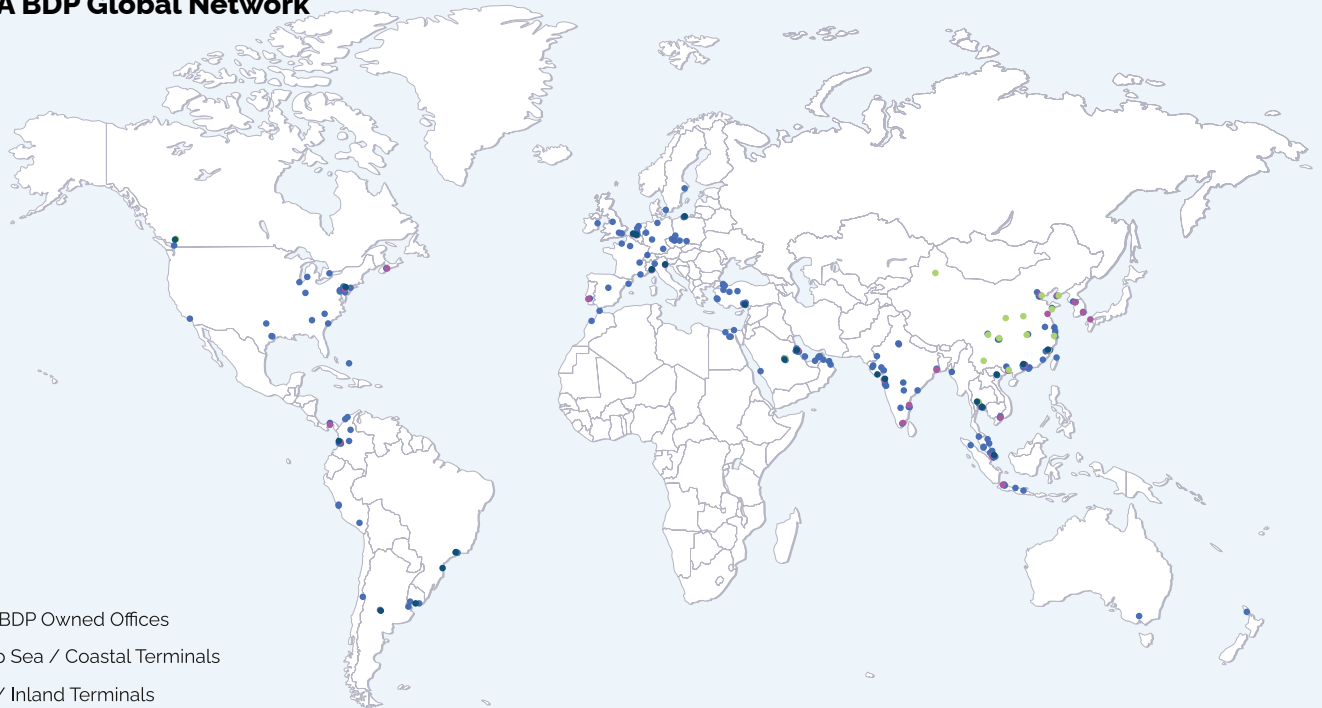 A BDP Global Network
BDP Owned Offices
Sea / Coastal Terminals
/ Inland Terminals